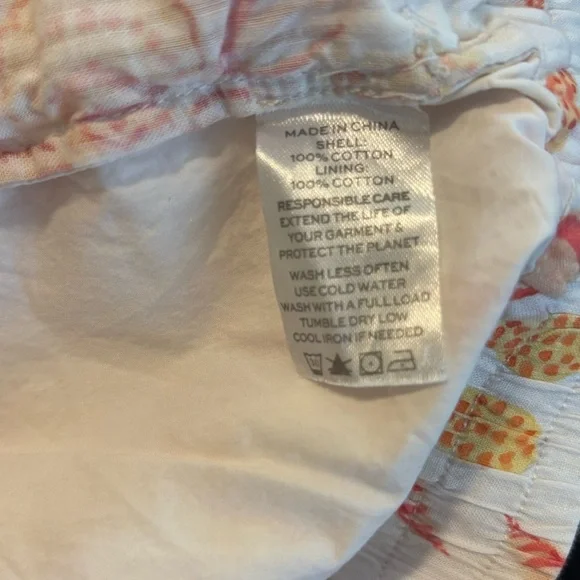 MADE IN CHINA
SHELL:
100% COTTON
LINING:
100% COTTON
RESPONSIBLE CARE
EXTEND THE LIFE OF
YOUR GARMENT &
PROTECT THE PLANET
WASH LESS OFTEN
USE COLD WATER
WASH WITH A FULL LOAD
TUMBLE DRY LOW
COOL IRON IF NEEDED